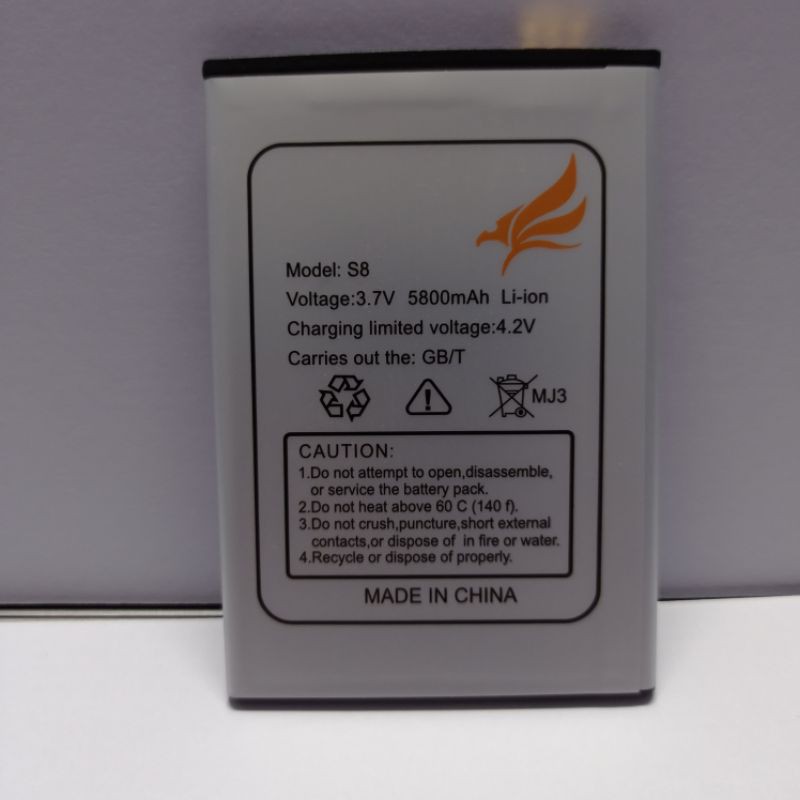 Model: S8
Voltage:3.7V 5800mAh Li-ion
Charging limited voltage:4.2V
Carries out the: GB/T
MJ3
CAUTION:
1.Do not attempt to open,disassemble,
or service the battery pack.
2.Do not heat above 60 C (140 f).
3.Do not crush,puncture,short external
contacts,or dispose of in fire or water.
4.Recycle or dispose of properly.
MADE IN CHINA